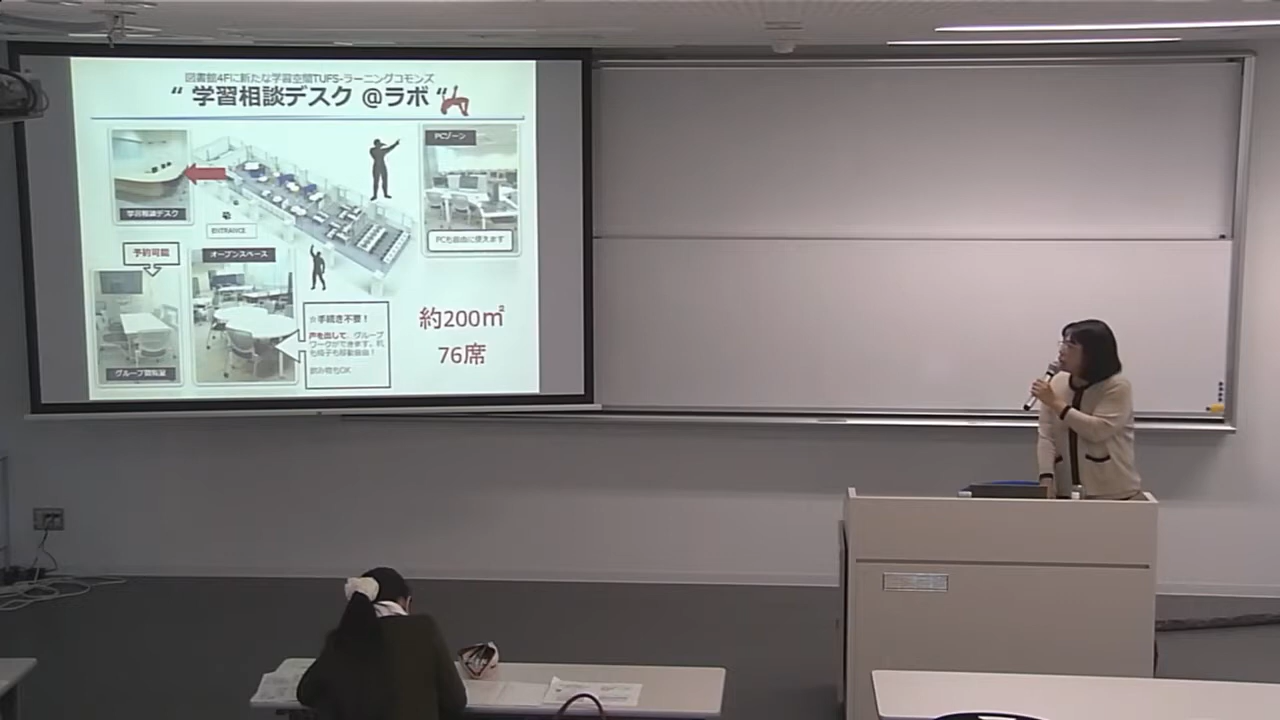 図書館4Fに新たな学習空間TUFS-ラーニングコモンズ
“ 学習相談デスク @ラボ “
PCゾーン
学習相談デスク
ENTRANCE
PCも自由に使えます
予約可能
オープンスペース
☆手続き不要！
声を出して、グループ
ワークができます。机
も椅子も移動自由！
飲み物もOK
グループ閲覧室
約200㎡
76席